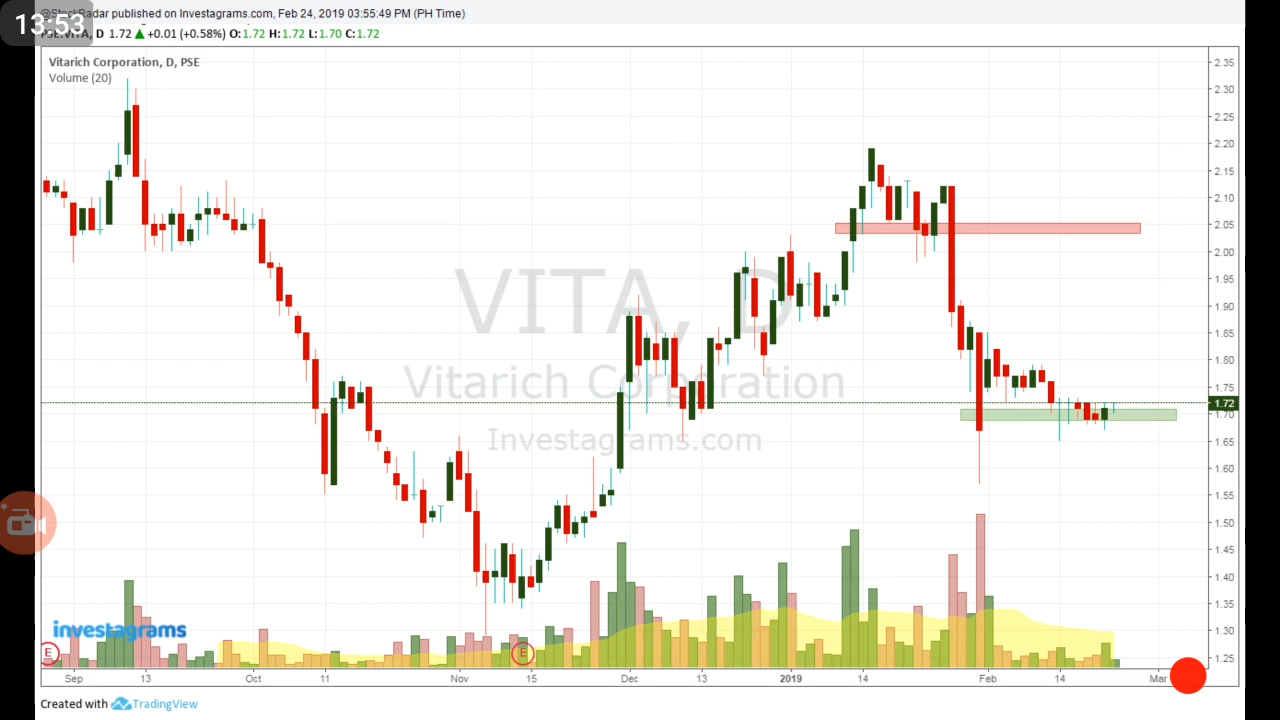 @StockRadar published on Investagrams.com, Feb 24, 2019 03:55:49 PM (PH Time)
13:53
PSE:VITA, D 1.72 ▲ +0.01 (+0.58%) O:1.72 H:1.72 L:1.70 C:1.72
Vitarich Corporation, D, PSE
Volume (20)
VITA, D
Vitarich Corporation
Investagrams.com
2.35
2.30
2.25
2.20
2.15
2.10
2.05
2.00
1.95
1.90
1.85
1.80
1.75
1.72
1.70
1.65
1.60
1.55
1.50
1.45
1.40
1.35
1.30
1.25
investagrams
E E
Sep 13 Oct 11 Nov 15 Dec 13 2019 14 Feb 14 Mar
Created with TradingView